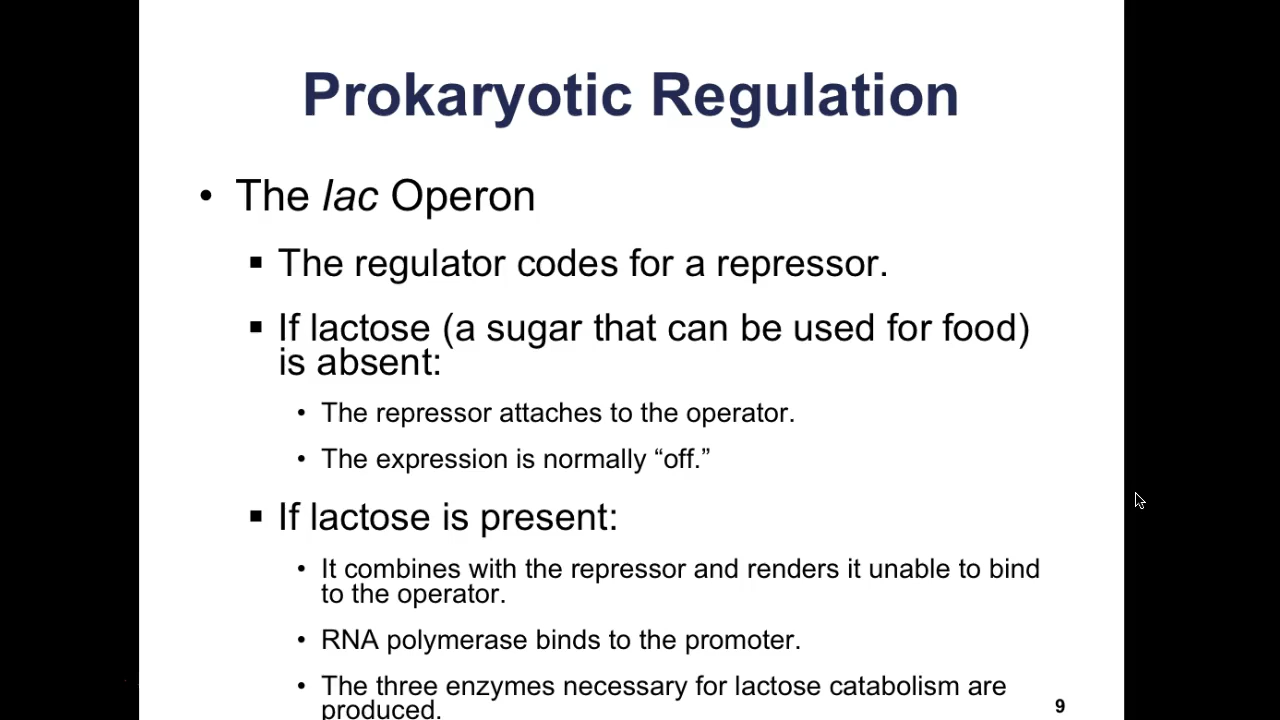 Prokaryotic Regulation
• The lac Operon
▪ The regulator codes for a repressor.
▪ If lactose (a sugar that can be used for food)
is absent:
• The repressor attaches to the operator.
• The expression is normally “off.”
▪ If lactose is present:
• It combines with the repressor and renders it unable to bind
to the operator.
• RNA polymerase binds to the promoter.
• The three enzymes necessary for lactose catabolism are
produced.
9